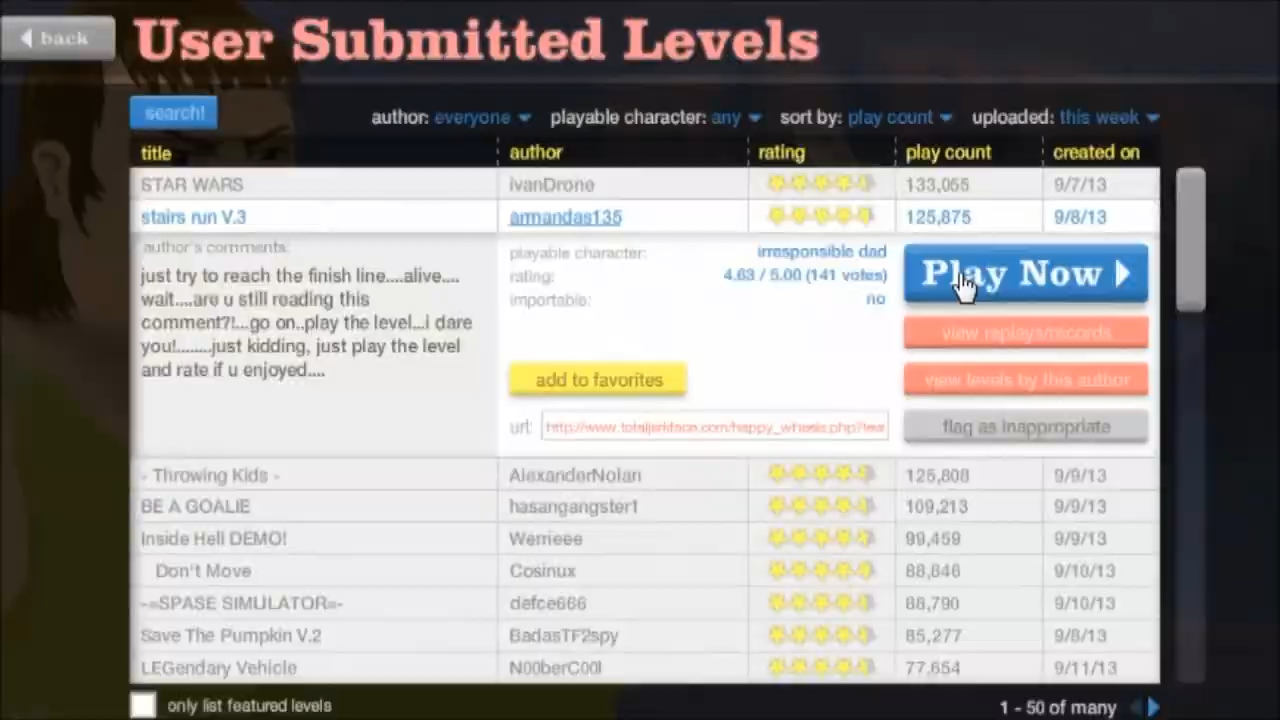 back
User Submitted Levels
search!
author: everyone playable character: any sort by: play count uploaded: this week
title author rating play count created on
STAR WARS IvanDrone 133,055 9/7/13
stairs run V.3 armandas135 125,875 9/8/13
author's comments:
just try to reach the finish line....alive....
wait....are u still reading this
comment?!...go on..play the level...i dare
you!........just kidding, just play the level
and rate if u enjoyed....
playable character: irresponsible dad
rating: 4.63 / 5.00 (141 votes)
importable: no
add to favorites
url: http://www.totaljerkface.com/happy_wheels.php?leve
Play Now
view replays/records
view levels by this author
flag as inappropriate
- Throwing Kids - AlexanderNolan 125,808 9/9/13
BE A GOALIE hasangangster1 109,213 9/9/13
Inside Hell DEMO! Werrieee 99,459 9/9/13
Don't Move Cosinux 88,846 9/10/13
-=SPASE SIMULATOR=- defce666 88,790 9/10/13
Save The Pumpkin V.2 BadasTF2spy 85,277 9/8/13
LEGendary Vehicle N00berC00l 77,654 9/11/13
only list featured levels
1 - 50 of many